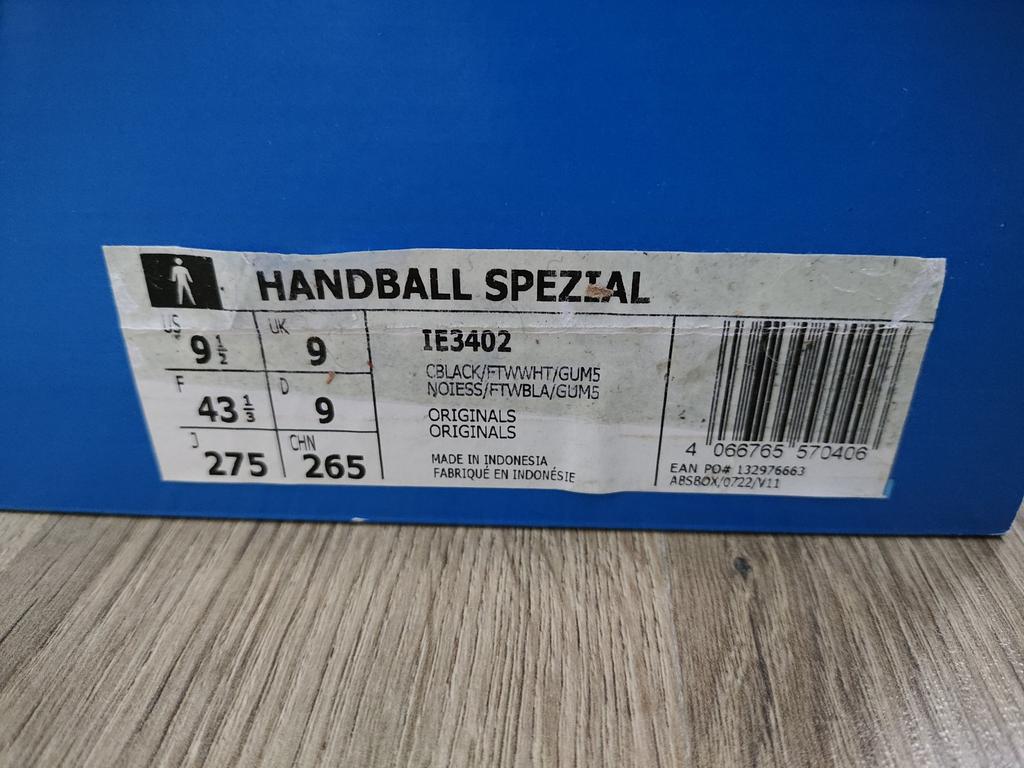 HANDBALL SPEZIAL
US 9 1/2 UK 9
F 43 1/3 D 9
J 275 CHN 265
IE3402
CBLACK/FTWWHT/GUM5
NOIESS/FTWBLA/GUM5
ORIGINALS
ORIGINALS
MADE IN INDONESIA
FABRIQUÉ EN INDONÉSIE
4 066765 570406
EAN PO# 132976663
ABSBOX/0722/V11